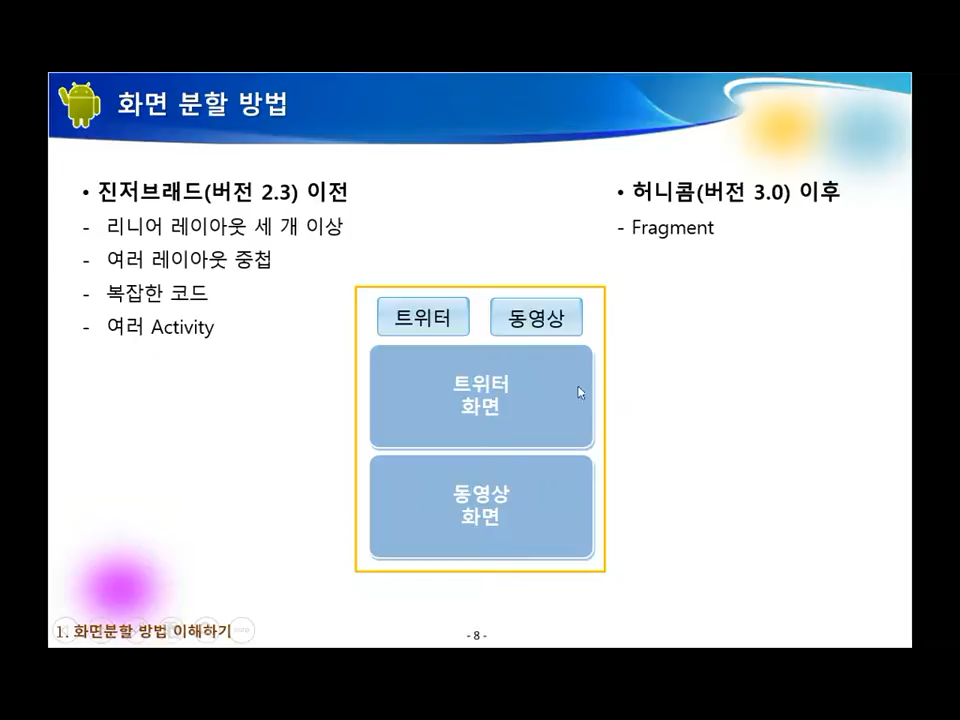 화면 분할 방법
• 진저브래드(버전 2.3) 이전
- 리니어 레이아웃 세 개 이상
- 여러 레이아웃 중첩
- 복잡한 코드
- 여러 Activity
• 허니콤(버전 3.0) 이후
- Fragment
트위터
동영상
트위터
화면
동영상
화면
1. 화면분할 방법 이해하기
- 8 -